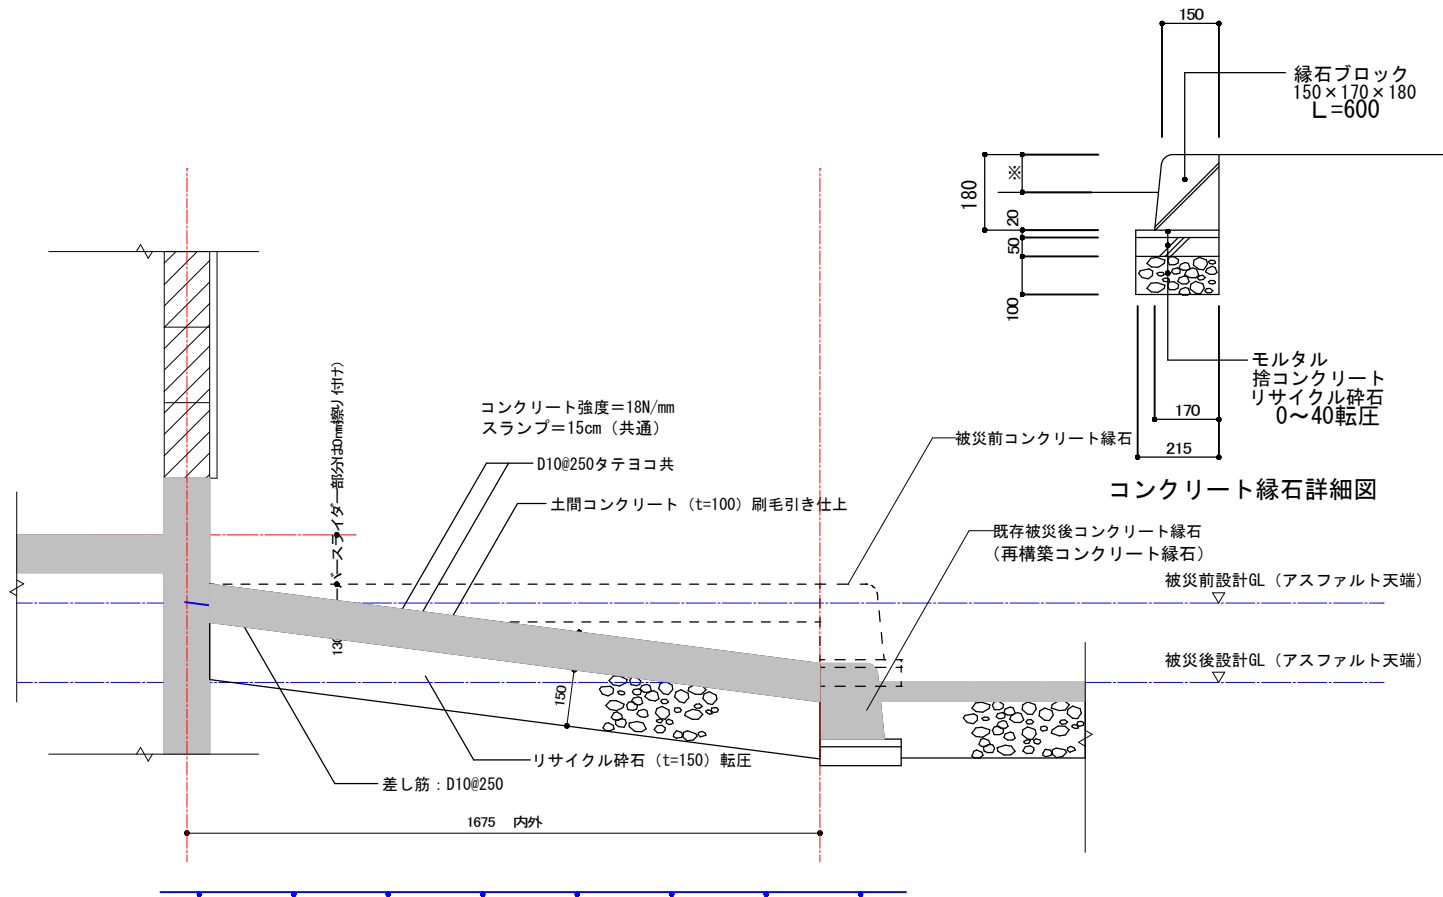 150
縁石ブロック
150×170×180
L=600
※
180
20
50
100
モルタル
捨コンクリート
リサイクル砕石
0～40転圧
170
215
コンクリート縁石詳細図
コンクリート強度＝18N/mm
スランプ＝15cm（共通）
D10@250タテヨコ共
土間コンクリート（t=100）刷毛引き仕上
被災前コンクリート縁石
既存被災後コンクリート縁石
（再構築コンクリート縁石）
被災前設計GL（アスファルト天端）
被災後設計GL（アスファルト天端）
150
リサイクル砕石（t=150）転圧
差し筋：D10@250
1675 内外